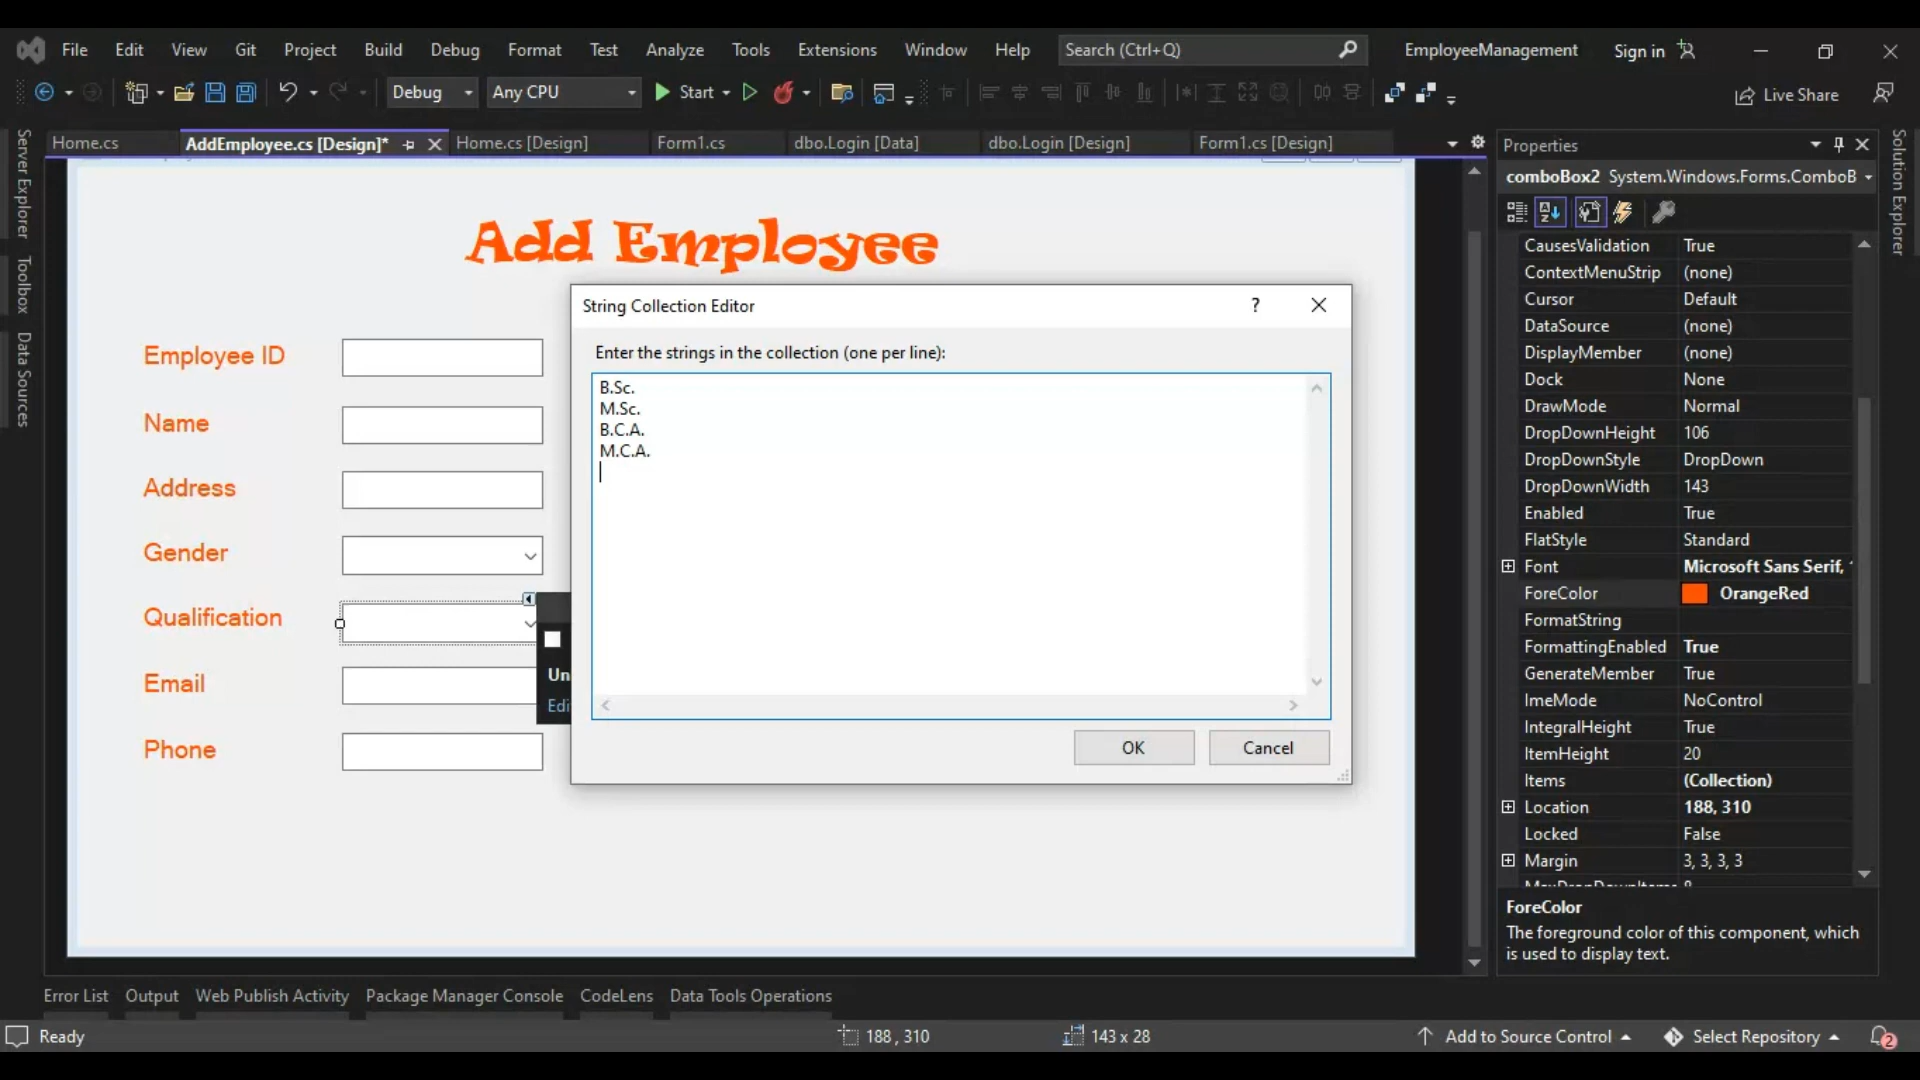 File Edit View Git Project Build Debug Format Test Analyze Tools Extensions Window Help Search (Ctrl+Q) EmployeeManagement Sign in
Debug Any CPU Start Live Share
Home.cs AddEmployee.cs [Design]* Home.cs [Design] Form1.cs dbo.Login [Data] dbo.Login [Design] Form1.cs [Design]
Server Explorer
Toolbox
Data Sources
Add Employee
Employee ID
Name
Address
Gender
Qualification
Email
Phone
Un
Edi
String Collection Editor ?
Enter the strings in the collection (one per line):
B.Sc.
M.Sc.
B.C.A.
M.C.A.
OK Cancel
Properties
comboBox2 System.Windows.Forms.ComboB
CausesValidation True
ContextMenuStrip (none)
Cursor Default
DataSource (none)
DisplayMember (none)
Dock None
DrawMode Normal
DropDownHeight 106
DropDownStyle DropDown
DropDownWidth 143
Enabled True
FlatStyle Standard
Font Microsoft Sans Serif,
ForeColor OrangeRed
FormatString
FormattingEnabled True
GenerateMember True
ImeMode NoControl
IntegralHeight True
ItemHeight 20
Items (Collection)
Location 188, 310
Locked False
Margin 3, 3, 3, 3
MaxDropDownItems 8
ForeColor
The foreground color of this component, which
is used to display text.
Solution Explorer
Error List Output Web Publish Activity Package Manager Console CodeLens Data Tools Operations
Ready 188 , 310 143 x 28 Add to Source Control Select Repository 2